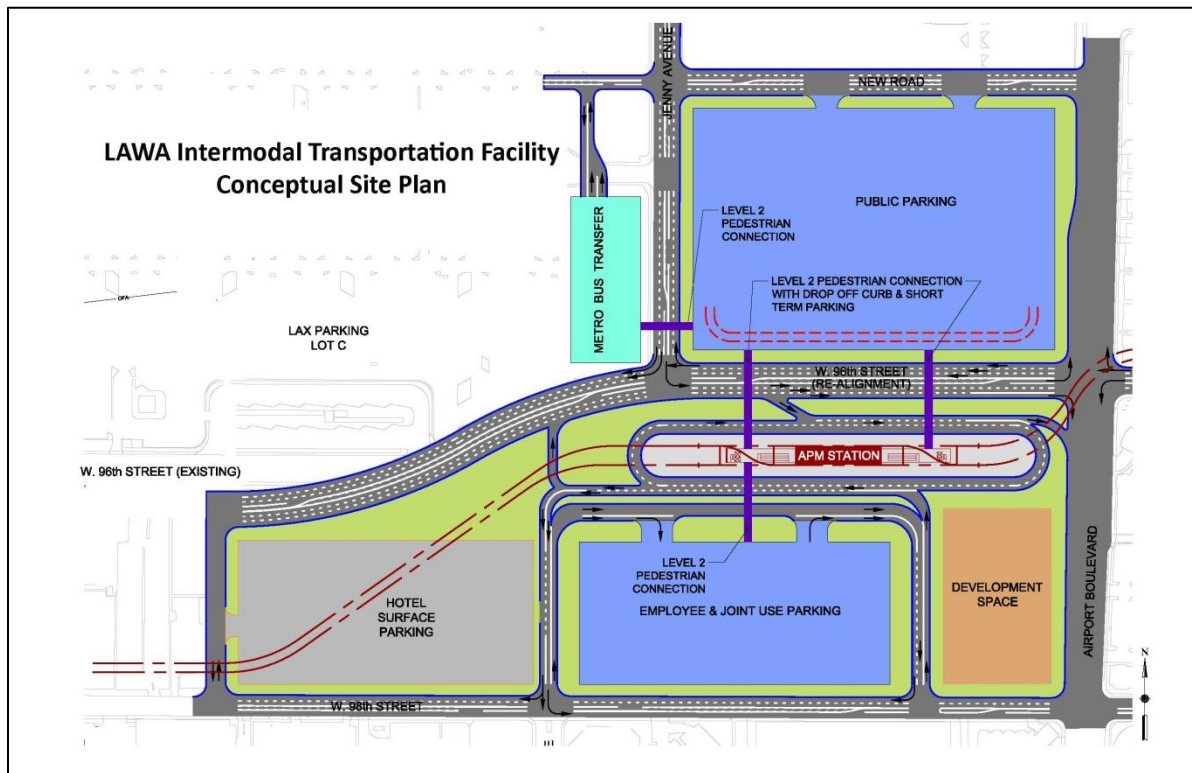 LAWA Intermodal Transportation Facility
Conceptual Site Plan
JENNY AVENUE
NEW ROAD
PUBLIC PARKING
METRO BUS TRANSFER
LEVEL 2
PEDESTRIAN
CONNECTION
LEVEL 2 PEDESTRIAN CONNECTION
WITH DROP OFF CURB & SHORT
TERM PARKING
LAX PARKING
LOT C
W. 96th STREET
(RE-ALIGNMENT)
W. 96th STREET (EXISTING)
APM STATION
LEVEL 2
PEDESTRIAN
CONNECTION
EMPLOYEE & JOINT USE PARKING
HOTEL
SURFACE
PARKING
DEVELOPMENT
SPACE
AIRPORT BOULEVARD
W. 98th STREET
N